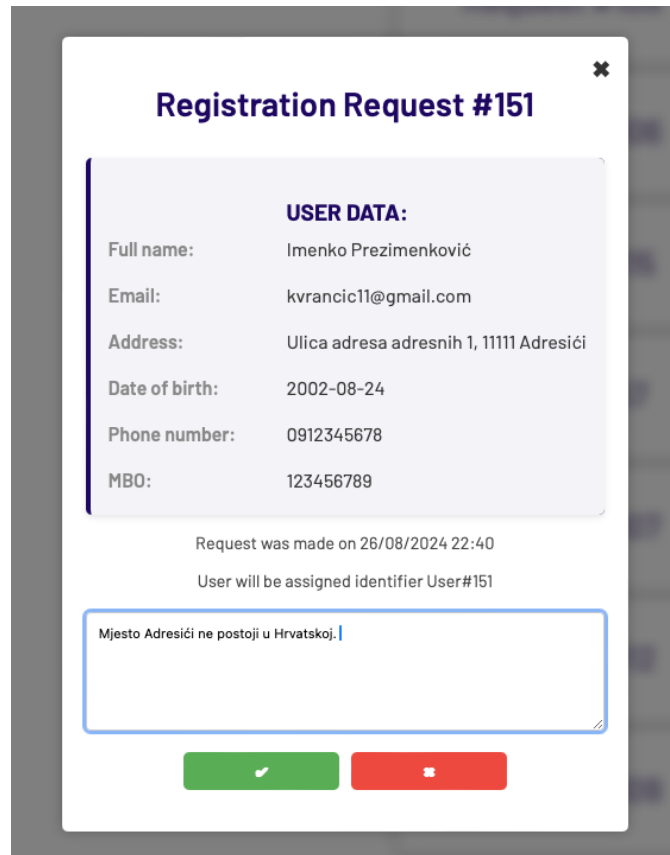 Registration Request #151
USER DATA:
Full name: Imenko Prezimenković
Email: kvrancic11@gmail.com
Address: Ulica adresa adresnih 1, 11111 Adresići
Date of birth: 2002-08-24
Phone number: 0912345678
MBO: 123456789
Request was made on 26/08/2024 22:40
User will be assigned identifier User#151
Mjesto Adresići ne postoji u Hrvatskoj.